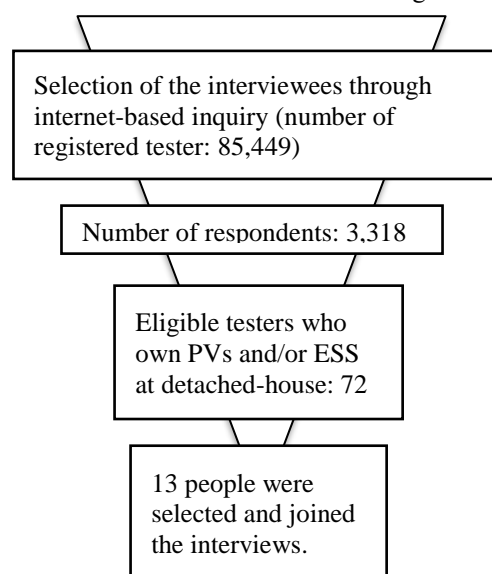 Selection of the interviewees through
internet-based inquiry (number of
registered tester: 85,449)
Number of respondents: 3,318
Eligible testers who
own PVs and/or ESS
at detached-house: 72
13 people were
selected and joined
the interviews.